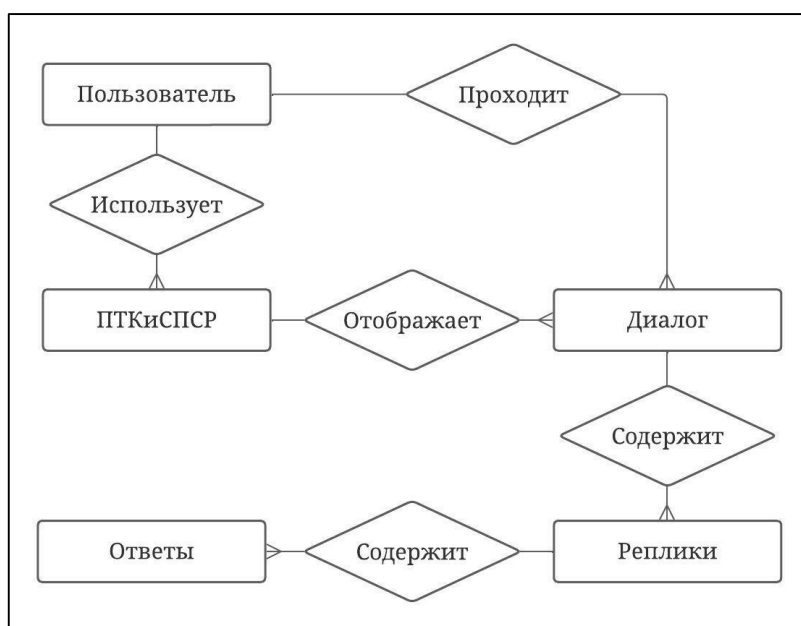 Пользователь
Проходит
Использует
ПТКиСПСР
Отображает
Диалог
Содержит
Ответы
Содержит
Реплики